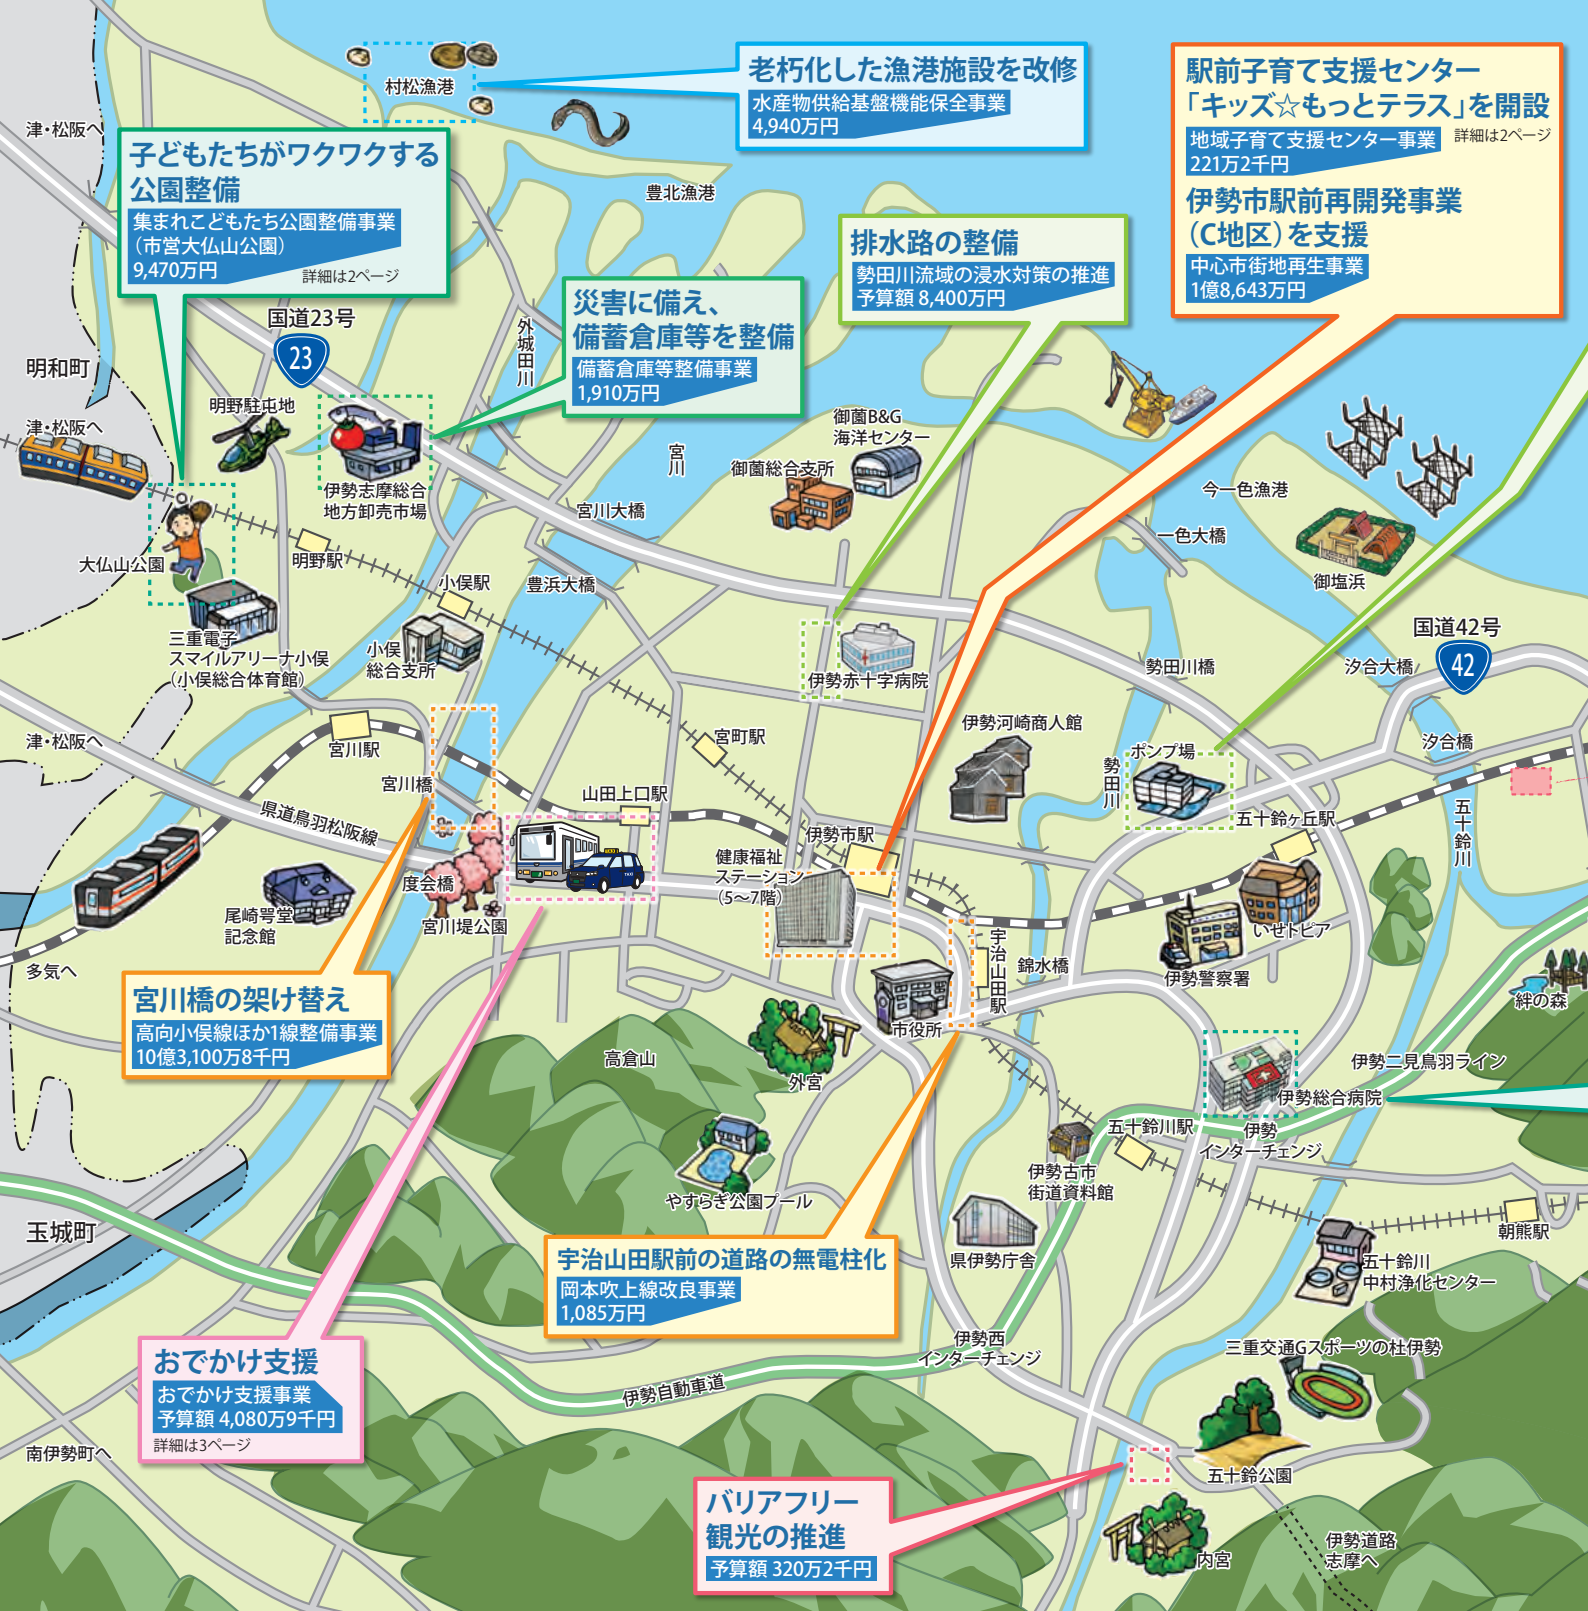 村松漁港
老朽化した漁港施設を改修
水産物供給基盤機能保全事業
4,940万円
駅前子育て支援センター
「キッズ☆もっとテラス」を開設
地域子育て支援センター事業
詳細は2ページ
221万2千円
伊勢市駅前再開発事業
(C地区)を支援
中心市街地再生事業
1億8,643万円
津・松阪へ
子どもたちがワクワクする
公園整備
集まれこどもたち公園整備事業
(市営大仏山公園)
9,470万円
詳細は2ページ
豊北漁港
排水路の整備
勢田川流域の浸水対策の推進
予算額 8,400万円
災害に備え、
備蓄倉庫等を整備
備蓄倉庫等整備事業
1,910万円
国道23号
23
外城田川
明和町
明野駐屯地
津・松阪へ
御薗B&G
海洋センター
御薗総合支所
宮川
伊勢志摩総合
地方卸売市場
宮川大橋
今一色漁港
一色大橋
御塩浜
大仏山公園
明野駅
小俣駅
豊浜大橋
三重電子
スマイルアリーナ小俣
(小俣総合体育館)
小俣
総合支所
伊勢赤十字病院
勢田川橋
国道42号
42
汐合大橋
津・松阪へ
宮川駅
宮町駅
伊勢河崎商人館
ポンプ場
汐合橋
宮川橋
山田上口駅
勢田川
五十鈴川
県道鳥羽松阪線
伊勢市駅
五十鈴ヶ丘駅
健康福祉
ステーション
(5〜7階)
度会橋
宮川堤公園
尾崎咢堂
記念館
いせトピア
伊勢警察署
宇治山田駅
錦水橋
多気へ
絆の森
宮川橋の架け替え
高向小俣線ほか1線整備事業
10億3,100万8千円
市役所
高倉山
外宮
伊勢二見鳥羽ライン
伊勢総合病院
五十鈴川駅
伊勢
インターチェンジ
伊勢古市
街道資料館
やすらぎ公園プール
玉城町
朝熊駅
宇治山田駅前の道路の無電柱化
岡本吹上線改良事業
1,085万円
県伊勢庁舎
五十鈴川
中村浄化センター
おでかけ支援
おでかけ支援事業
予算額 4,080万9千円
詳細は3ページ
伊勢西
インターチェンジ
三重交通Gスポーツの杜伊勢
伊勢自動車道
南伊勢町へ
五十鈴公園
バリアフリー
観光の推進
予算額 320万2千円
内宮
伊勢道路
志摩へ